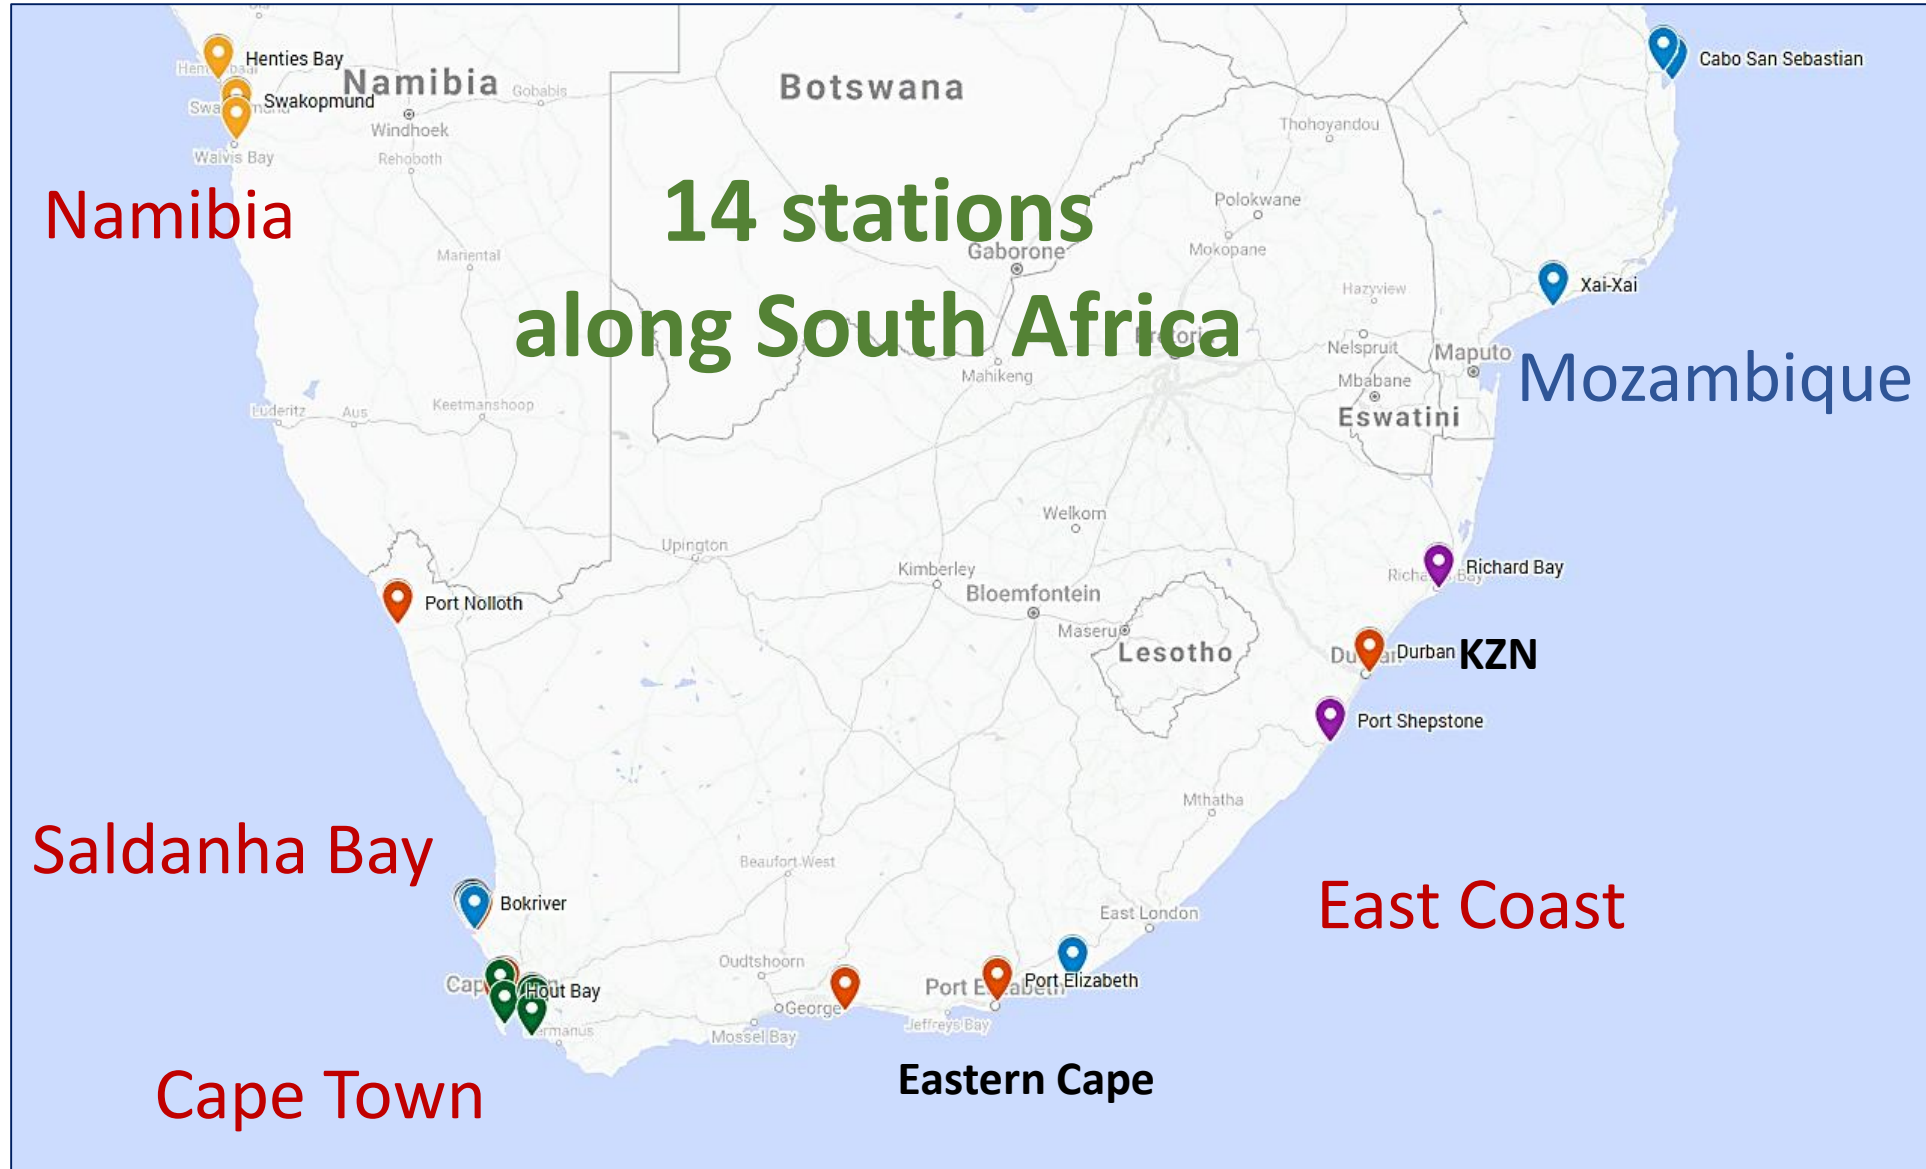 Henties Bay
Cabo San Sebastian
Namibia
Botswana
Gobabis
Swakopmund
Windhoek
Thohoyandou
Walvis Bay
Rehoboth
Namibia
14 stations
Polokwane
Gaborone
Mokopane
Mariental
Hazyview
Xai-Xai
along South Africa
Pretoria
Nelspruit
Maputo
Mahikeng
Mozambique
Mbabane
Luderitz
Aus
Keetmanshoop
Eswatini
Welkom
Upington
Kimberley
Richard Bay
Bloemfontein
Port Nolloth
Maseru
Lesotho
Durban
KZN
Port Shepstone
Mthatha
Saldanha Bay
Beaufort West
Bokriver
East Coast
East London
Oudtshoorn
Port Elizabeth
Hout Bay
George
Jeffreys Bay
Mossel Bay
Cape Town
Eastern Cape